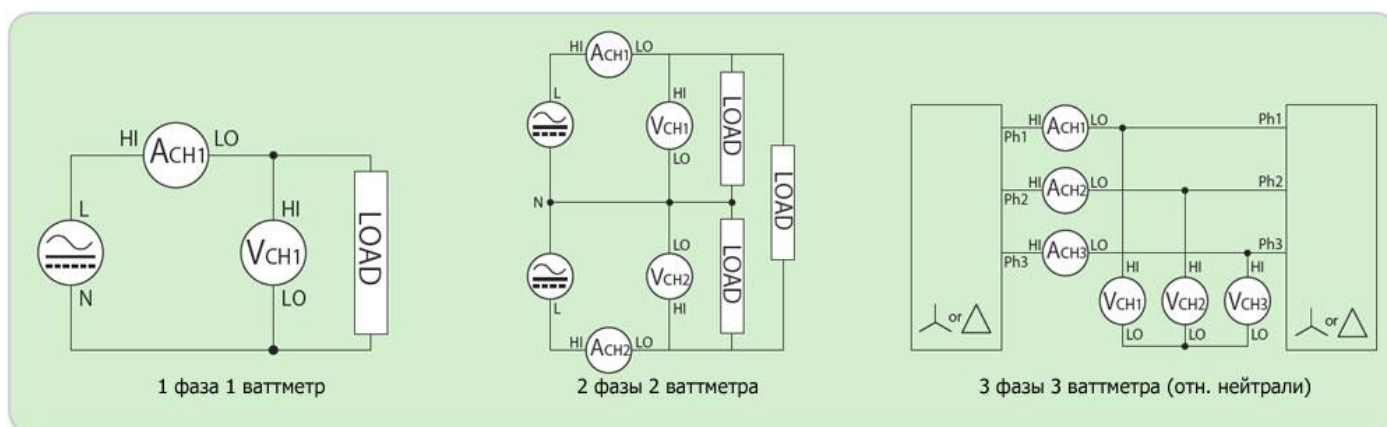 HI
ACH1
LO
L
HI
VCH1
LO
N
LOAD
1 фаза 1 ваттметр
HI
ACH1
LO
L
HI
VCH1
LO
LOAD
LOAD
N
LO
VCH2
HI
LOAD
L
HI
ACH2
LO
2 фазы 2 ваттметра
HI
Ph1
ACH1
LO
Ph1
HI
Ph2
ACH2
LO
Ph2
HI
Ph3
ACH3
LO
Ph3
HI
HI
HI
VCH1
VCH2
VCH3
LO
LO
LO
or
or
3 фазы 3 ваттметра (отн. нейтрали)